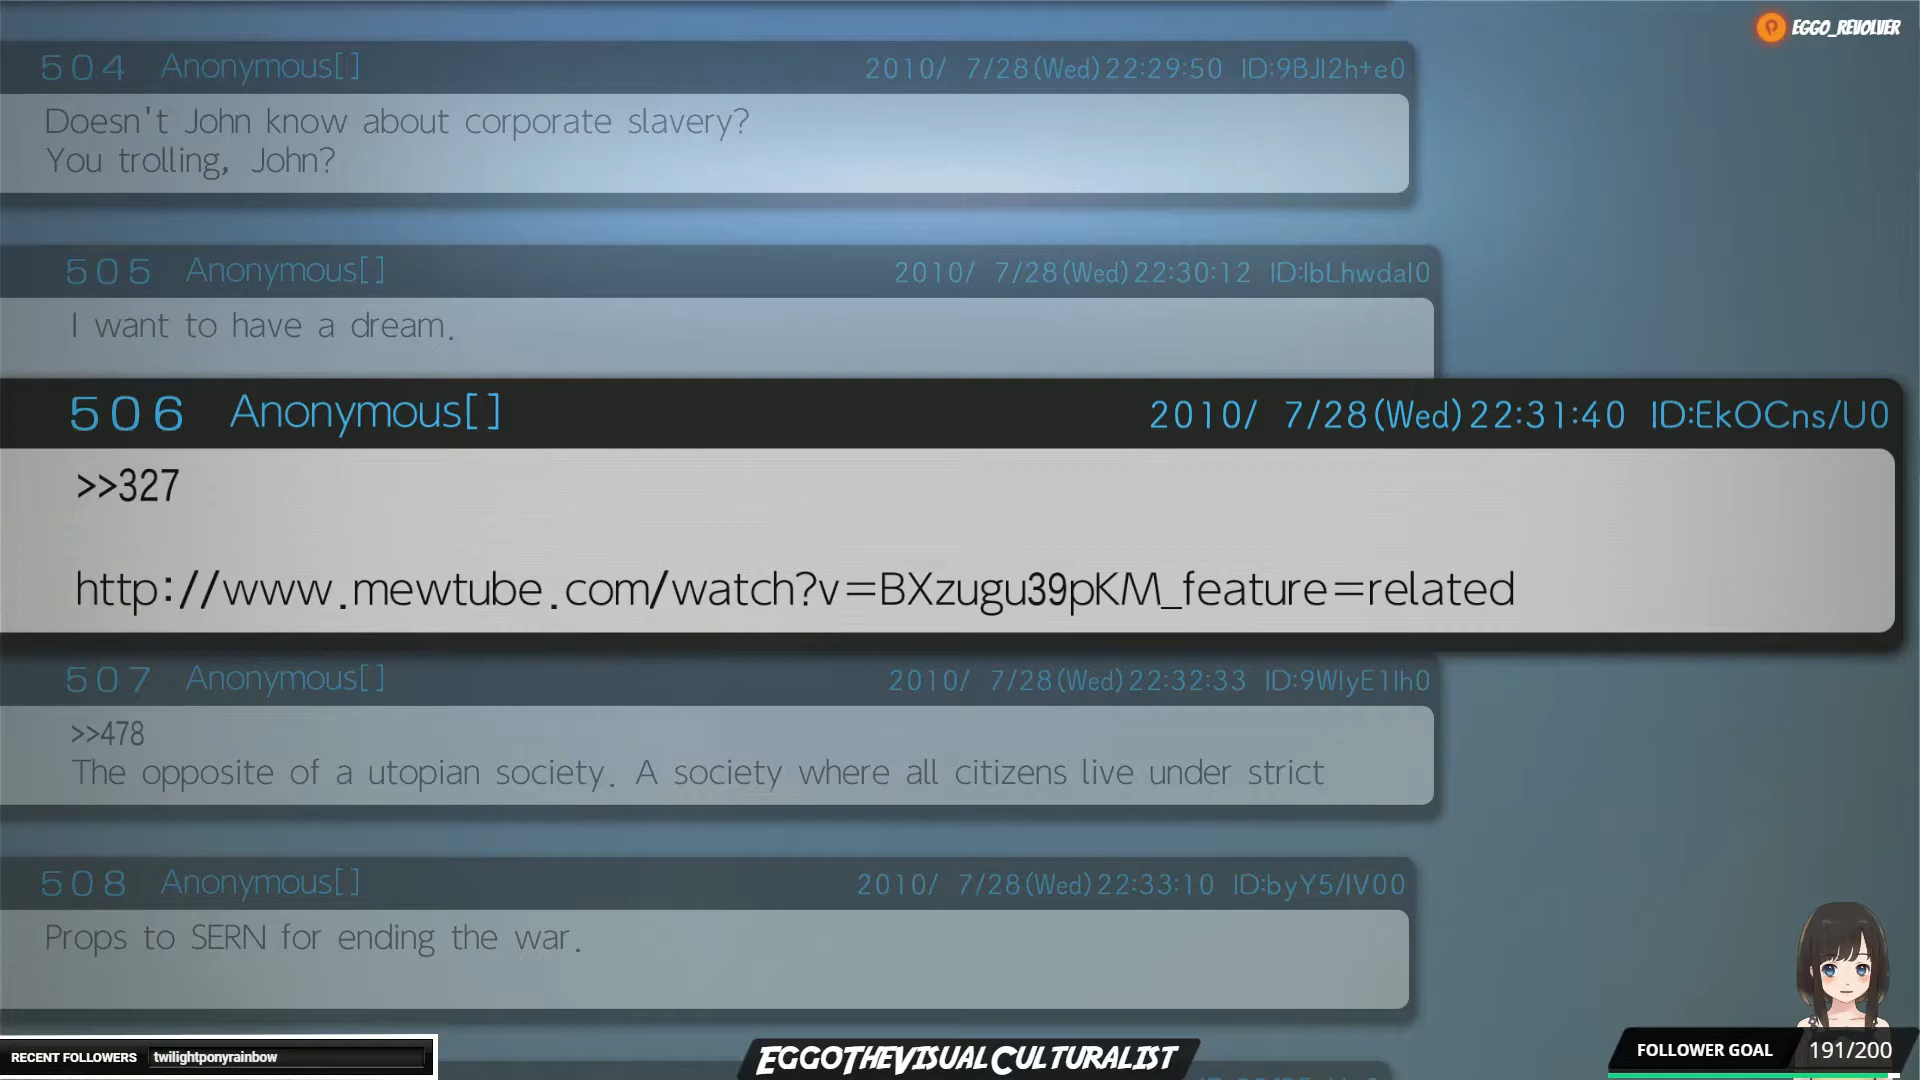 EGGO_REVOLVER
504 Anonymous[] 2010/ 7/28(Wed)22:29:50 ID:9BJI2h+e0
Doesn't John know about corporate slavery?
You trolling, John?
505 Anonymous[] 2010/ 7/28(Wed)22:30:12 ID:lbLhwdal0
I want to have a dream.
506 Anonymous[] 2010/ 7/28(Wed)22:31:40 ID:EkOCns/U0
>>327
http://www.mewtube.com/watch?v=BXzugu39pKM_feature=related
507 Anonymous[] 2010/ 7/28(Wed)22:32:33 ID:9WlyE1lh0
>>478
The opposite of a utopian society. A society where all citizens live under strict
508 Anonymous[] 2010/ 7/28(Wed)22:33:10 ID:byY5/lV00
Props to SERN for ending the war.
RECENT FOLLOWERS twilightponyrainbow
EGGOTHEVISUALCULTURALIST
FOLLOWER GOAL 191/200